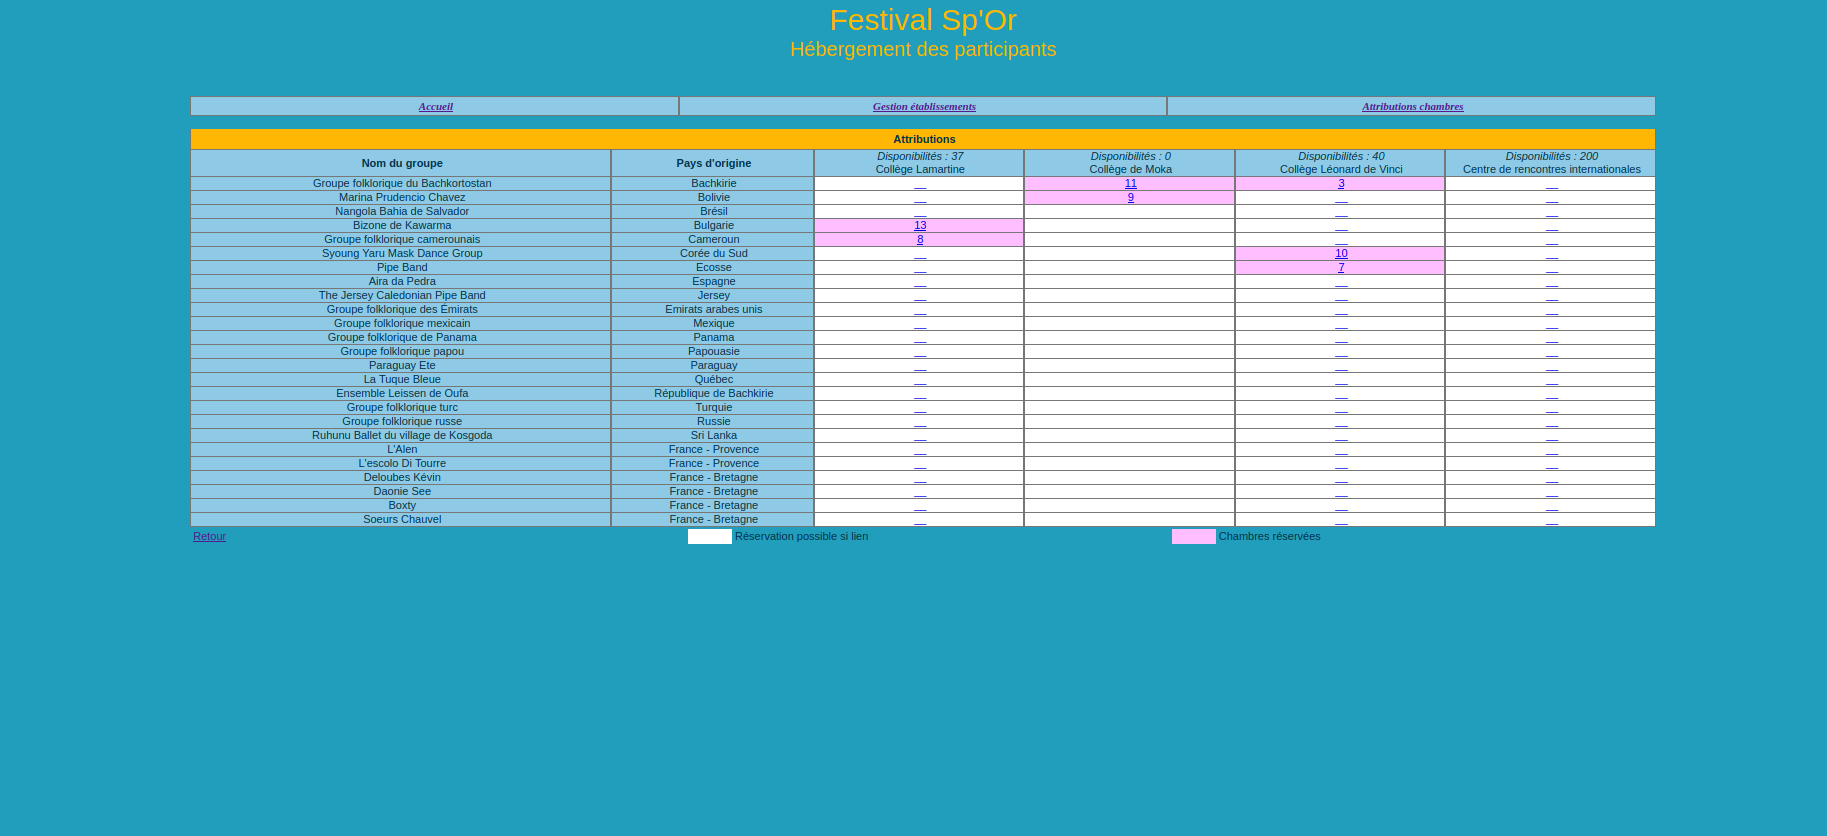 Festival Sp'Or
Hébergement des participants
Accueil Gestion établissements Attributions chambres
Attributions
Nom du groupe Pays d'origine Disponibilités : 37 Disponibilités : 0 Disponibilités : 40 Disponibilités : 200
Collège Lamartine Collège de Moka Collège Léonard de Vinci Centre de rencontres internationales
Groupe folklorique du Bachkortostan Bachkirie __ 11 3 __
Marina Prudencio Chavez Bolivie __ 9 __ __
Nangola Bahia de Salvador Brésil __ __ __
Bizone de Kawarma Bulgarie 13 __ __
Groupe folklorique camerounais Cameroun 8 __ __
Syoung Yaru Mask Dance Group Corée du Sud __ 10 __
Pipe Band Ecosse __ 7 __
Aira da Pedra Espagne __ __ __
The Jersey Caledonian Pipe Band Jersey __ __ __
Groupe folklorique des Émirats Emirats arabes unis __ __ __
Groupe folklorique mexicain Mexique __ __ __
Groupe folklorique de Panama Panama __ __ __
Groupe folklorique papou Papouasie __ __ __
Paraguay Ete Paraguay __ __ __
La Tuque Bleue Québec __ __ __
Ensemble Leissen de Oufa République de Bachkirie __ __ __
Groupe folklorique turc Turquie __ __ __
Groupe folklorique russe Russie __ __ __
Ruhunu Ballet du village de Kosgoda Sri Lanka __ __ __
L'Alen France - Provence __ __ __
L'escolo Di Tourre France - Provence __ __ __
Deloubes Kévin France - Bretagne __ __ __
Daonie See France - Bretagne __ __ __
Boxty France - Bretagne __ __ __
Soeurs Chauvel France - Bretagne __ __ __
Retour Réservation possible si lien Chambres réservées